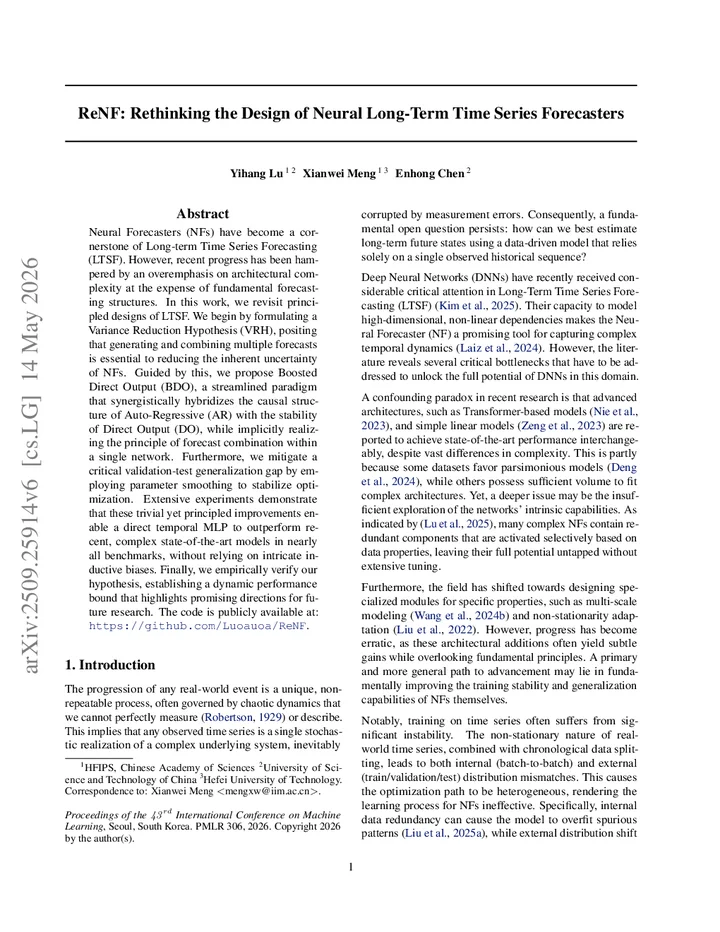 ReNF: Rethinking the Design of Neural Long-Term Time Series Forecasters
Yihang Lu 1 2 Xianwei Meng 1 3 Enhong Chen 2
Abstract
Neural Forecasters (NFs) have become a cor-
nerstone of Long-term Time Series Forecasting
(LTSF). However, recent progress has been ham-
pered by an overemphasis on architectural com-
plexity at the expense of fundamental forecast-
ing structures. In this work, we revisit princi-
pled designs of LTSF. We begin by formulating a
Variance Reduction Hypothesis (VRH), positing
that generating and combining multiple forecasts
is essential to reducing the inherent uncertainty
of NFs. Guided by this, we propose Boosted
Direct Output (BDO), a streamlined paradigm
that synergistically hybridizes the causal struc-
ture of Auto-Regressive (AR) with the stability
of Direct Output (DO), while implicitly realiz-
ing the principle of forecast combination within
a single network. Furthermore, we mitigate a
critical validation-test generalization gap by em-
ploying parameter smoothing to stabilize opti-
mization. Extensive experiments demonstrate
that these trivial yet principled improvements en-
able a direct temporal MLP to outperform re-
cent, complex state-of-the-art models in nearly
all benchmarks, without relying on intricate in-
ductive biases. Finally, we empirically verify our
hypothesis, establishing a dynamic performance
bound that highlights promising directions for fu-
ture research. The code is publicly available at:
https://github.com/Luoauoa/ReNF.
1. Introduction
The progression of any real-world event is a unique, non-
repeatable process, often governed by chaotic dynamics that
we cannot perfectly measure (Robertson, 1929) or describe.
This implies that any observed time series is a single stochas-
tic realization of a complex underlying system, inevitably
1HFIPS, Chinese Academy of Sciences 2University of Sci-
ence and Technology of China 3Hefei University of Technology.
Correspondence to: Xianwei Meng <mengxw@iim.ac.cn>.
Proceedings of the 43rd International Conference on Machine
Learning, Seoul, South Korea. PMLR 306, 2026. Copyright 2026
by the author(s).
corrupted by measurement errors. Consequently, a funda-
mental open question persists: how can we best estimate
long-term future states using a data-driven model that relies
solely on a single observed historical sequence?
Deep Neural Networks (DNNs) have recently received con-
siderable critical attention in Long-Term Time Series Fore-
casting (LTSF) (Kim et al., 2025). Their capacity to model
high-dimensional, non-linear dependencies makes the Neu-
ral Forecaster (NF) a promising tool for capturing complex
temporal dynamics (Laiz et al., 2024). However, the liter-
ature reveals several critical bottlenecks that have to be ad-
dressed to unlock the full potential of DNNs in this domain.
A confounding paradox in recent research is that advanced
architectures, such as Transformer-based models (Nie et al.,
2023), and simple linear models (Zeng et al., 2023) are re-
ported to achieve state-of-the-art performance interchange-
ably, despite vast differences in complexity. This is partly
because some datasets favor parsimonious models (Deng
et al., 2024), while others possess sufficient volume to fit
complex architectures. Yet, a deeper issue may be the insuf-
ficient exploration of the networks' intrinsic capabilities. As
indicated by (Lu et al., 2025), many complex NFs contain re-
dundant components that are activated selectively based on
data properties, leaving their full potential untapped without
extensive tuning.
Furthermore, the field has shifted towards designing spe-
cialized modules for specific properties, such as multi-scale
modeling (Wang et al., 2024b) and non-stationarity adap-
tation (Liu et al., 2022). However, progress has become
erratic, as these architectural additions often yield subtle
gains while overlooking fundamental principles. A primary
and more general path to advancement may lie in funda-
mentally improving the training stability and generalization
capabilities of NFs themselves.
Notably, training on time series often suffers from sig-
nificant instability. The non-stationary nature of real-
world time series, combined with chronological data split-
ting, leads to both internal (batch-to-batch) and external
(train/validation/test) distribution mismatches. This causes
the optimization path to be heterogeneous, rendering the
learning process for NFs ineffective. Specifically, internal
data redundancy can cause the model to overfit spurious
patterns (Liu et al., 2025a), while external distribution shift
1
arXiv:2509.25914v6 [cs.LG] 14 May 2026